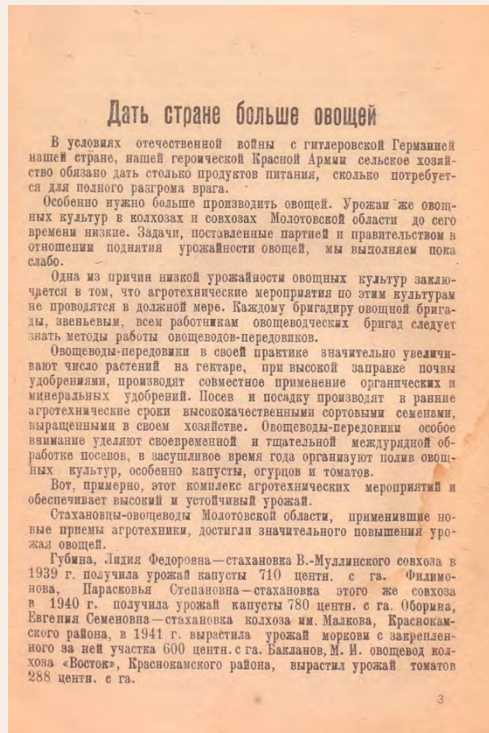 Дать стране больше овощей
В условиях отечественной войны с гитлеровской Германией
нашей стране, нашей героической Красной Армии сельское хозяй-
ство обязано дать столько продуктов питания, сколько потребует-
ся для полного разгрома врага.
Особенно нужно больше производить овощей. Урожаи же овощ-
ных культур в колхозах и совхозах Молотовской области до сего
времени низкие. Задачи, поставленные партией и правительством в
отношении поднятия урожайности овощей, мы выполняем пока
слабо.
Одна из причин низкой урожайности овощных культур заклю-
чается в том, что агротехнические мероприятия по этим культурам
не проводятся в должной мере. Каждому бригадиру овощной брига-
ды, звеньевым, всем работникам овощеводческих бригад следует
знать методы работы овощеводов-передовиков.
Овощеводы-передовики в своей практике значительно увеличи-
вают число растений на гектаре, при высокой заправке почвы
удобрениями, производят совместное применение органических и
минеральных удобрений. Посев и посадку производят в ранние
агротехнические сроки высококачественными сортовыми семенами,
выращенными в своем хозяйстве. Овощеводы-передовики особое
внимание уделяют своевременной и тщательной междурядной об-
работке посевов, в засушливое время года организуют полив овощ-
ных культур, особенно капусты, огурцов и томатов.
Вот, примерно, этот комплекс агротехнических мероприятий и
обеспечивает высокий и устойчивый урожай.
Стахановцы-овощеводы Молотовской области, применившие но-
вые приемы агротехники, достигли значительного повышения уро-
жая овощей.
Губина, Лидия Федоровна—стахановка В.-Муллинского совхоза в
1939 г. получила урожай капусты 710 центн. с га. Филимо-
нова, Парасковья Степановна—стахановка этого же совхоза
в 1940 г. получила урожай капусты 780 центн. с га. Оборина,
Евгения Семеновна—стахановка колхоза им. Малкова, Краснокам-
ского района, в 1941 г. вырастила урожай моркови с закреплен-
ного за ней участка 600 центн. с га. Бакланов, М. И. овощевод кол-
хоза «Восток», Краснокамского района, вырастил урожай томатов
288 центн. с га.
3